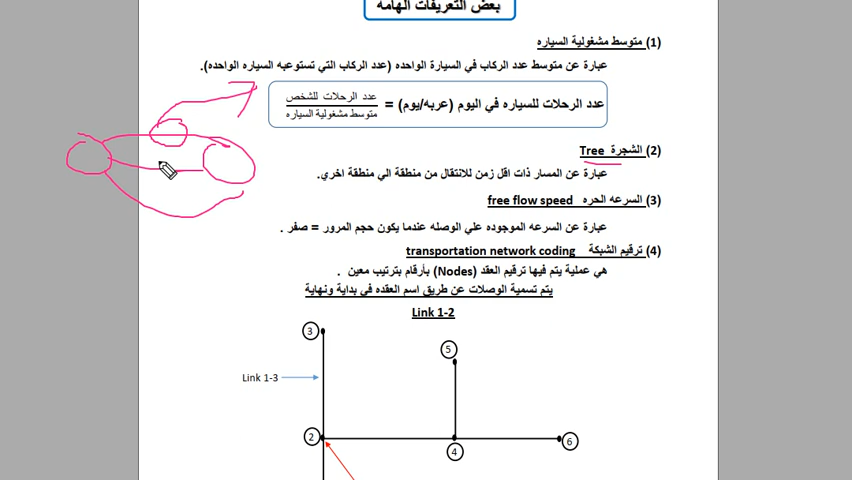 بعض التعريفات الهامة
(1) متوسط مشغولية السياره
عبارة عن متوسط عدد الركاب في السيارة الواحده (عدد الركاب التي تستوعبه السياره الواحده).
عدد الرحلات للسياره في اليوم (عربه/يوم) = عدد الرحلات للشخص / متوسط مشغولية السياره
(2) الشجرة Tree
عبارة عن المسار ذات اقل زمن للانتقال من منطقة الي منطقة اخري.
(3) السرعه الحره free flow speed
عبارة عن السرعه الموجوده علي الوصله عندما يكون حجم المرور = صفر .
(4) ترقيم الشبكة transportation network coding
هي عملية يتم فيها ترقيم العقد (Nodes) بأرقام بترتيب معين .
يتم تسمية الوصلات عن طريق اسم العقده في بداية ونهاية
Link 1-2
3
5
Link 1-3
2
4
6